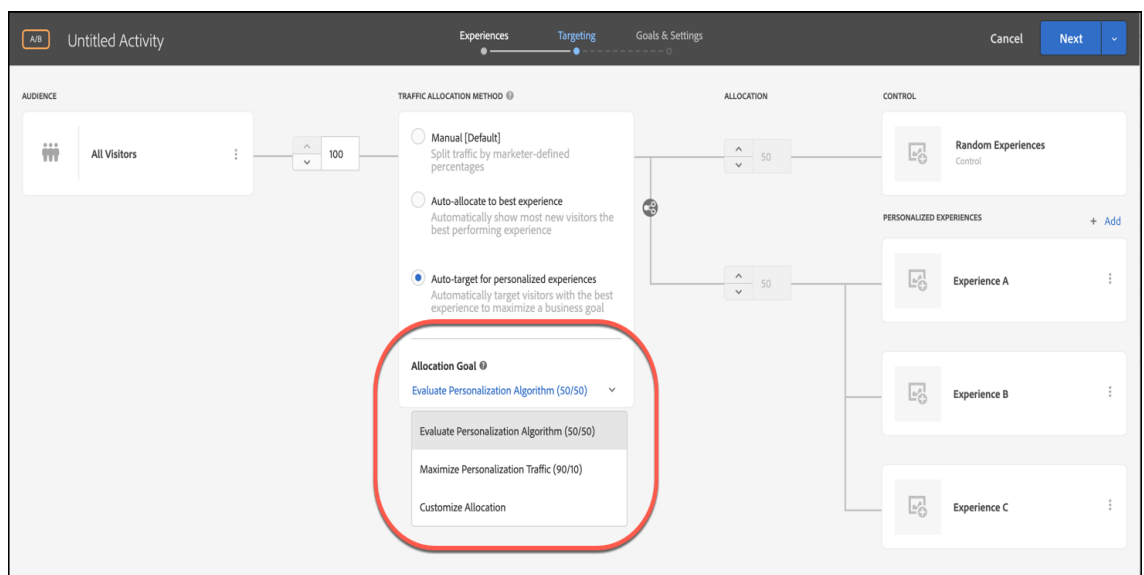 A/B
Untitled Activity
Experiences
Targeting
Goals & Settings
Cancel
Next
AUDIENCE
TRAFFIC ALLOCATION METHOD
ALLOCATION
CONTROL
All Visitors
100
Manual [Default]
Split traffic by marketer-defined
percentages
Auto-allocate to best experience
Automatically show most new visitors the
best performing experience
Auto-target for personalized experiences
Automatically target visitors with the best
experience to maximize a business goal
Allocation Goal
Evaluate Personalization Algorithm (50/50)
Evaluate Personalization Algorithm (50/50)
Maximize Personalization Traffic (90/10)
Customize Allocation
50
50
Random Experiences
Control
PERSONALIZED EXPERIENCES
+ Add
Experience A
Experience B
Experience C